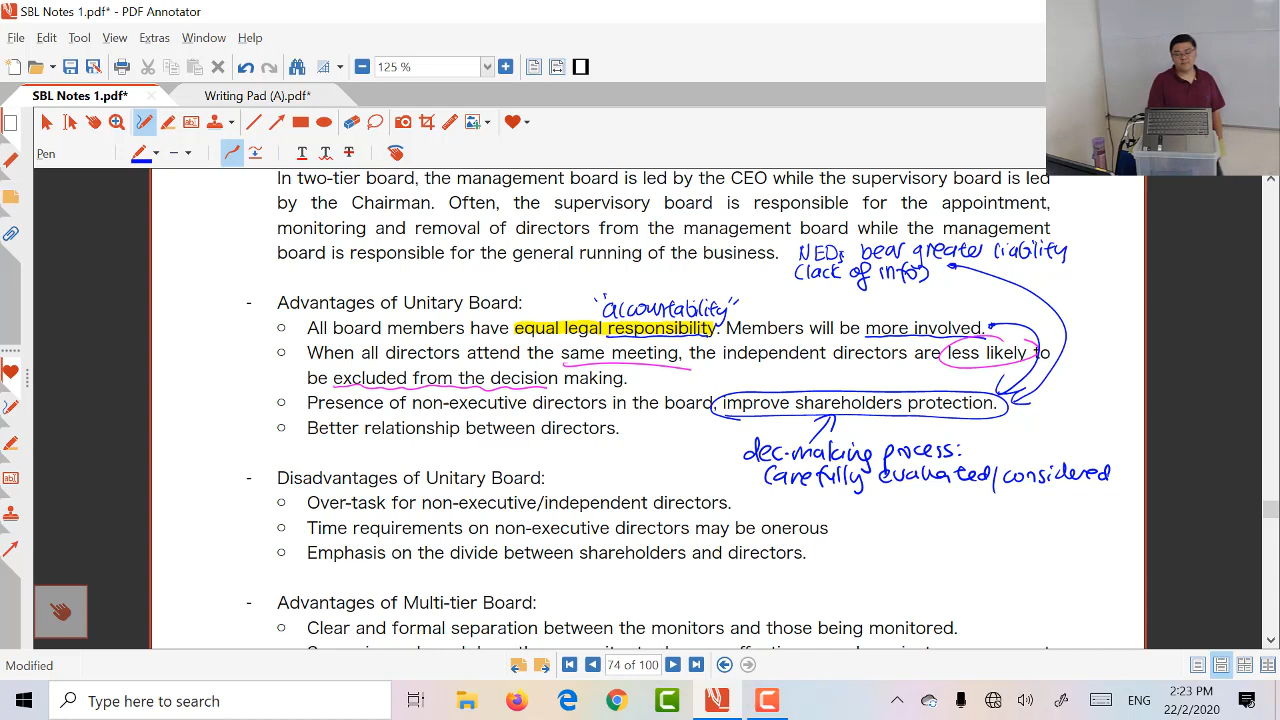 SBL Notes 1.pdf* - PDF Annotator
File Edit Tool View Extras Window Help
125 %
SBL Notes 1.pdf* Writing Pad (A).pdf*
Pen
In two-tier board, the management board is led by the CEO while the supervisory board is led
by the Chairman. Often, the supervisory board is responsible for the appointment,
monitoring and removal of directors from the management board while the management
board is responsible for the general running of the business.
NEDs bear greater liability
(lack of info)
- Advantages of Unitary Board:
"accountability"
○ All board members have equal legal responsibility. Members will be more involved.
○ When all directors attend the same meeting, the independent directors are less likely to
be excluded from the decision making.
○ Presence of non-executive directors in the board, improve shareholders protection.
○ Better relationship between directors.
dec-making process:
carefully evaluated/considered
- Disadvantages of Unitary Board:
○ Over-task for non-executive/independent directors.
○ Time requirements on non-executive directors may be onerous
○ Emphasis on the divide between shareholders and directors.
- Advantages of Multi-tier Board:
○ Clear and formal separation between the monitors and those being monitored.
Modified
74 of 100
Type here to search
ENG
2:23 PM
22/2/2020